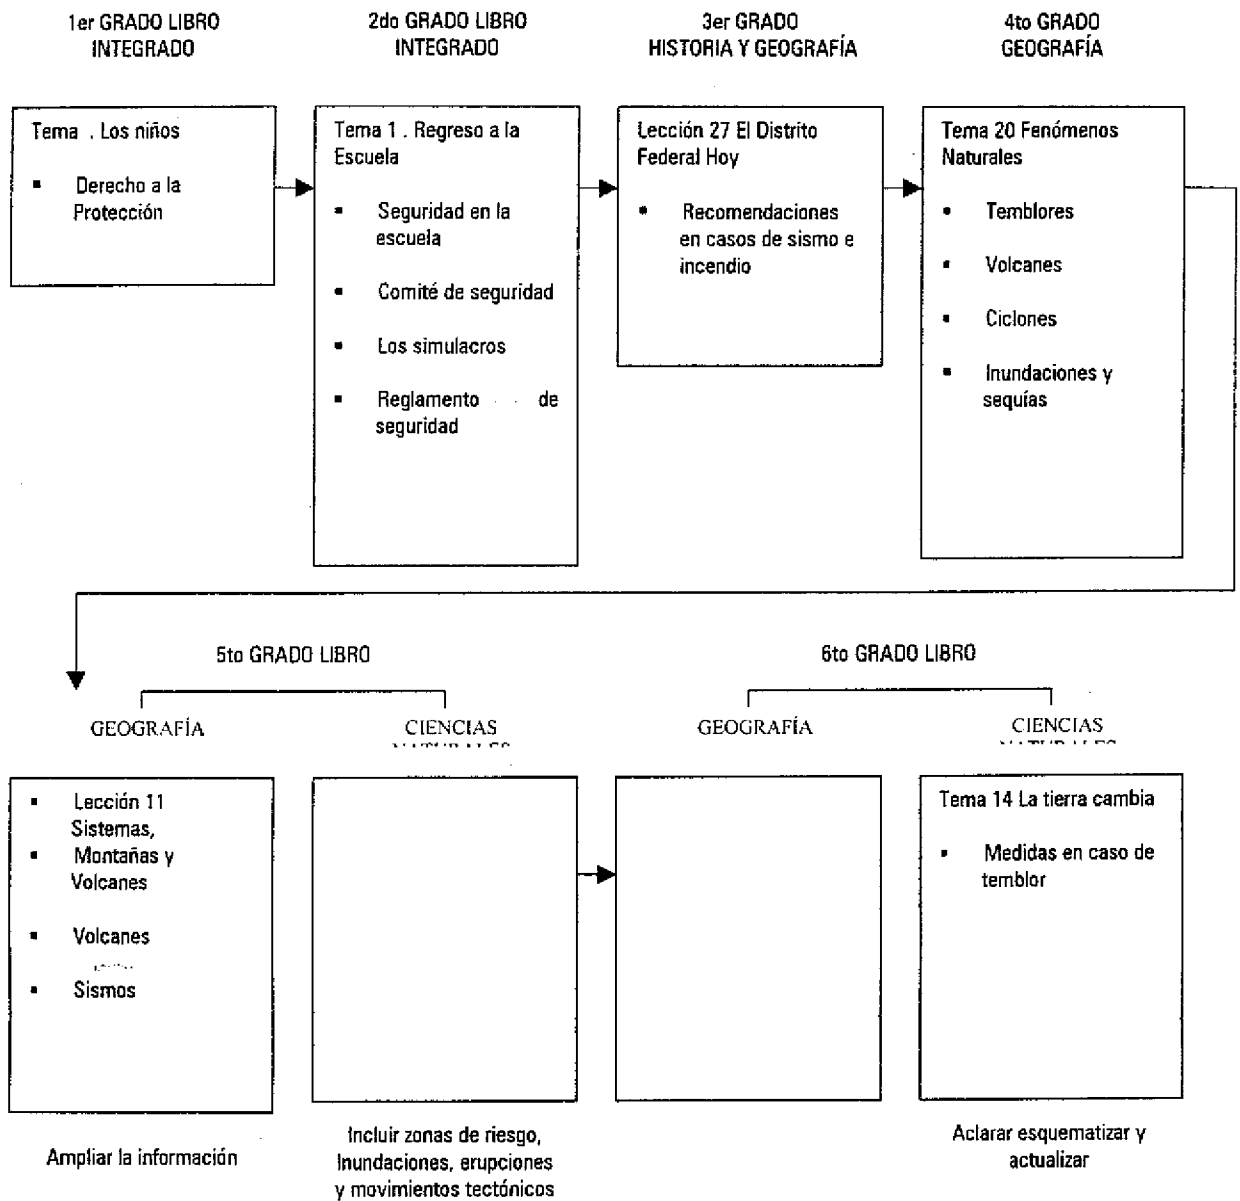 1er GRADO LIBRO
INTEGRADO
2do GRADO LIBRO
INTEGRADO
3er GRADO
HISTORIA Y GEOGRAFÍA
4to GRADO
GEOGRAFÍA
Tema . Los niños
▪ Derecho a la
Protección
Tema 1 . Regreso a la
Escuela
▪ Seguridad en la
escuela
▪ Comité de seguridad
▪ Los simulacros
▪ Reglamento de
seguridad
Lección 27 El Distrito
Federal Hoy
▪ Recomendaciones
en casos de sismo e
incendio
Tema 20 Fenómenos
Naturales
▪ Temblores
▪ Volcanes
▪ Ciclones
▪ Inundaciones y
sequías
5to GRADO LIBRO
6to GRADO LIBRO
GEOGRAFÍA
CIENCIAS
GEOGRAFÍA
CIENCIAS
▪ Lección 11
Sistemas,
▪ Montañas y
Volcanes
▪ Volcanes
▪ Sismos
Tema 14 La tierra cambia
▪ Medidas en caso de
temblor
Ampliar la información
Incluir zonas de riesgo,
Inundaciones, erupciones
y movimientos tectónicos
Aclarar esquematizar y
actualizar